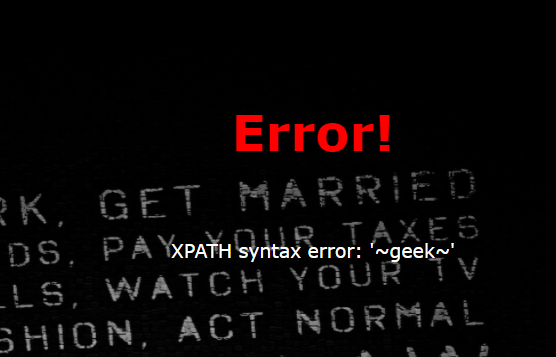 Error!
RK, GET MARRIED
DS, PAY YOUR TAXES
XPATH syntax error: '~geek~'
LLS, WATCH YOUR TV
SHION, ACT NORMAL